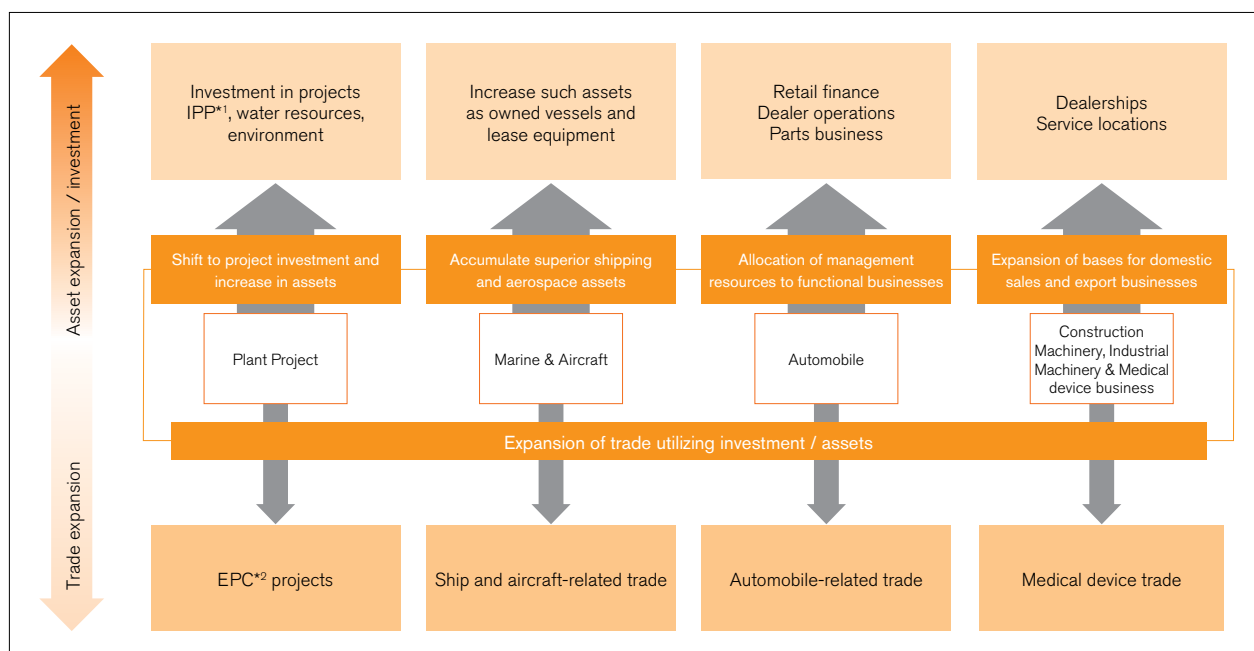 Asset expansion / investment
Trade expansion
Investment in projects
IPP*1, water resources,
environment
Increase such assets
as owned vessels and
lease equipment
Retail finance
Dealer operations
Parts business
Dealerships
Service locations
Shift to project investment and
increase in assets
Accumulate superior shipping
and aerospace assets
Allocation of management
resources to functional businesses
Expansion of bases for domestic
sales and export businesses
Plant Project
Marine & Aircraft
Automobile
Construction
Machinery, Industrial
Machinery & Medical
device business
Expansion of trade utilizing investment / assets
EPC*2 projects
Ship and aircraft-related trade
Automobile-related trade
Medical device trade